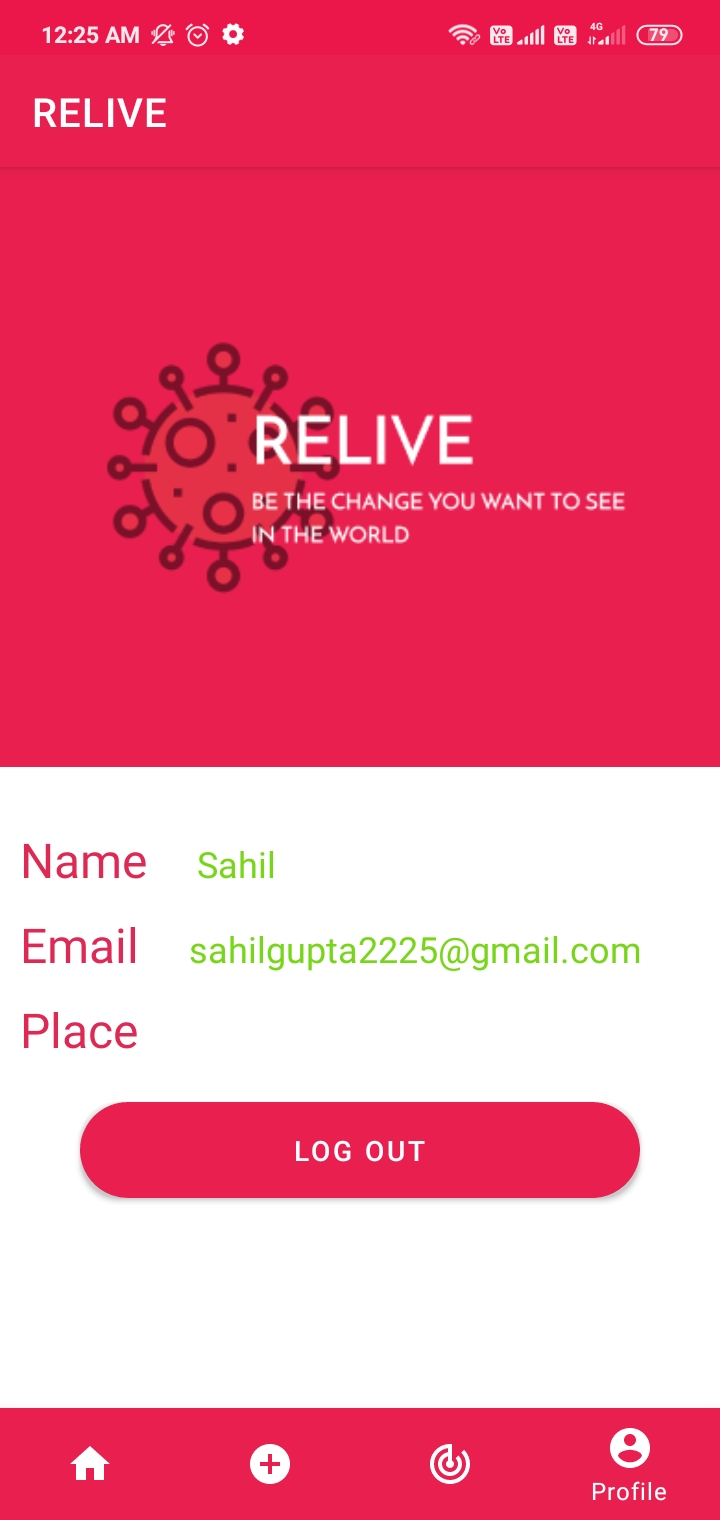 12:25 AM Vo LTE Vo LTE 4G 79
RELIVE
RELIVE
BE THE CHANGE YOU WANT TO SEE
IN THE WORLD
Name Sahil
Email sahilgupta2225@gmail.com
Place
LOG OUT
Profile